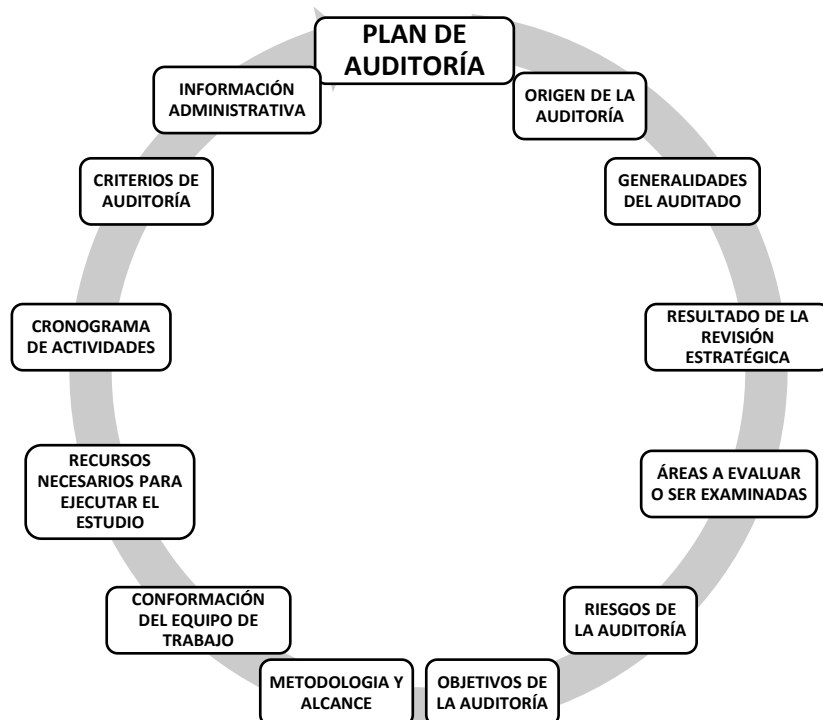 PLAN DE
AUDITORÍA
ORIGEN DE LA
AUDITORÍA
GENERALIDADES
DEL AUDITADO
RESULTADO DE LA
REVISIÓN
ESTRATÉGICA
ÁREAS A EVALUAR
O SER EXAMINADAS
RIESGOS DE
LA AUDITORÍA
OBJETIVOS DE
LA AUDITORÍA
METODOLOGIA Y
ALCANCE
CONFORMACIÓN
DEL EQUIPO DE
TRABAJO
RECURSOS
NECESARIOS PARA
EJECUTAR EL
ESTUDIO
CRONOGRAMA
DE ACTIVIDADES
CRITERIOS DE
AUDITORÍA
INFORMACIÓN
ADMINISTRATIVA